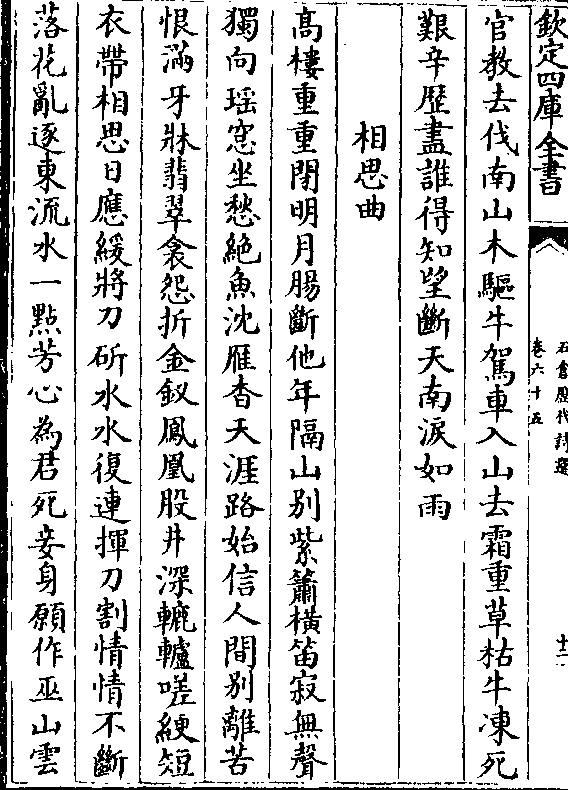 欽定四庫全書
石倉歷代詩選
卷六十五
十二
官教去伐南山木驅牛駕車入山去霜重草枯牛凍死
艱辛歷盡誰得知望斷天南淚如雨
相思曲
高樓重重閉明月腸斷他年隔山别紫簫橫笛寂無聲
獨向瑶窓坐愁絶魚沈雁杳天涯路始信人間别離苦
恨滿牙牀翡翠衾怨折金釵鳳凰股井深轆轤嗟綆短
衣帶相思日應緩將刀斫水水復連揮刀割情情不斷
落花亂逐東流水一點芳心為君死妾身願作巫山雲